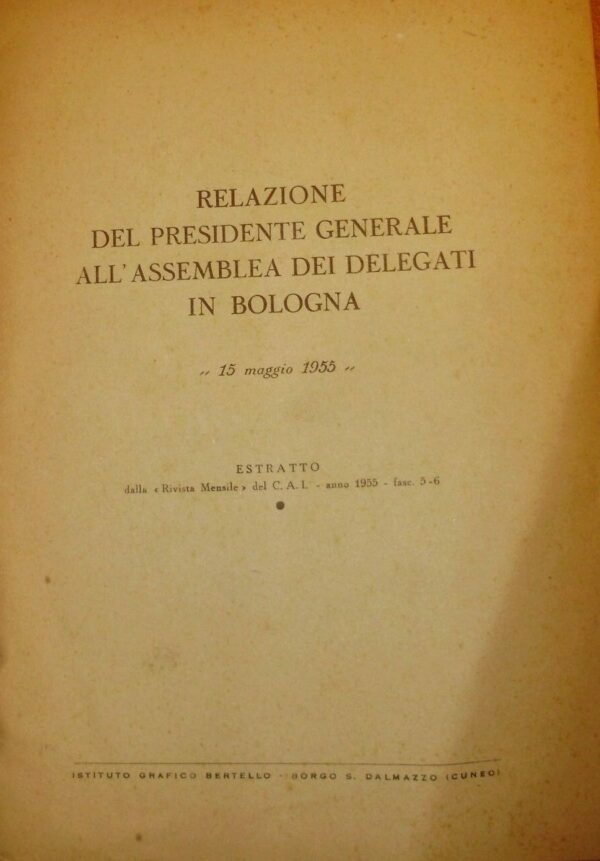 RELAZIONE
DEL PRESIDENTE GENERALE
ALL'ASSEMBLEA DEI DELEGATI
IN BOLOGNA
〃 15 maggio 1955 〃
ESTRATTO
dalla «Rivista Mensile» del C. A. I. - anno 1955 - fasc. 5-6
ISTITUTO GRAFICO BERTELLO - BORGO S. DALMAZZO (CUNEO)